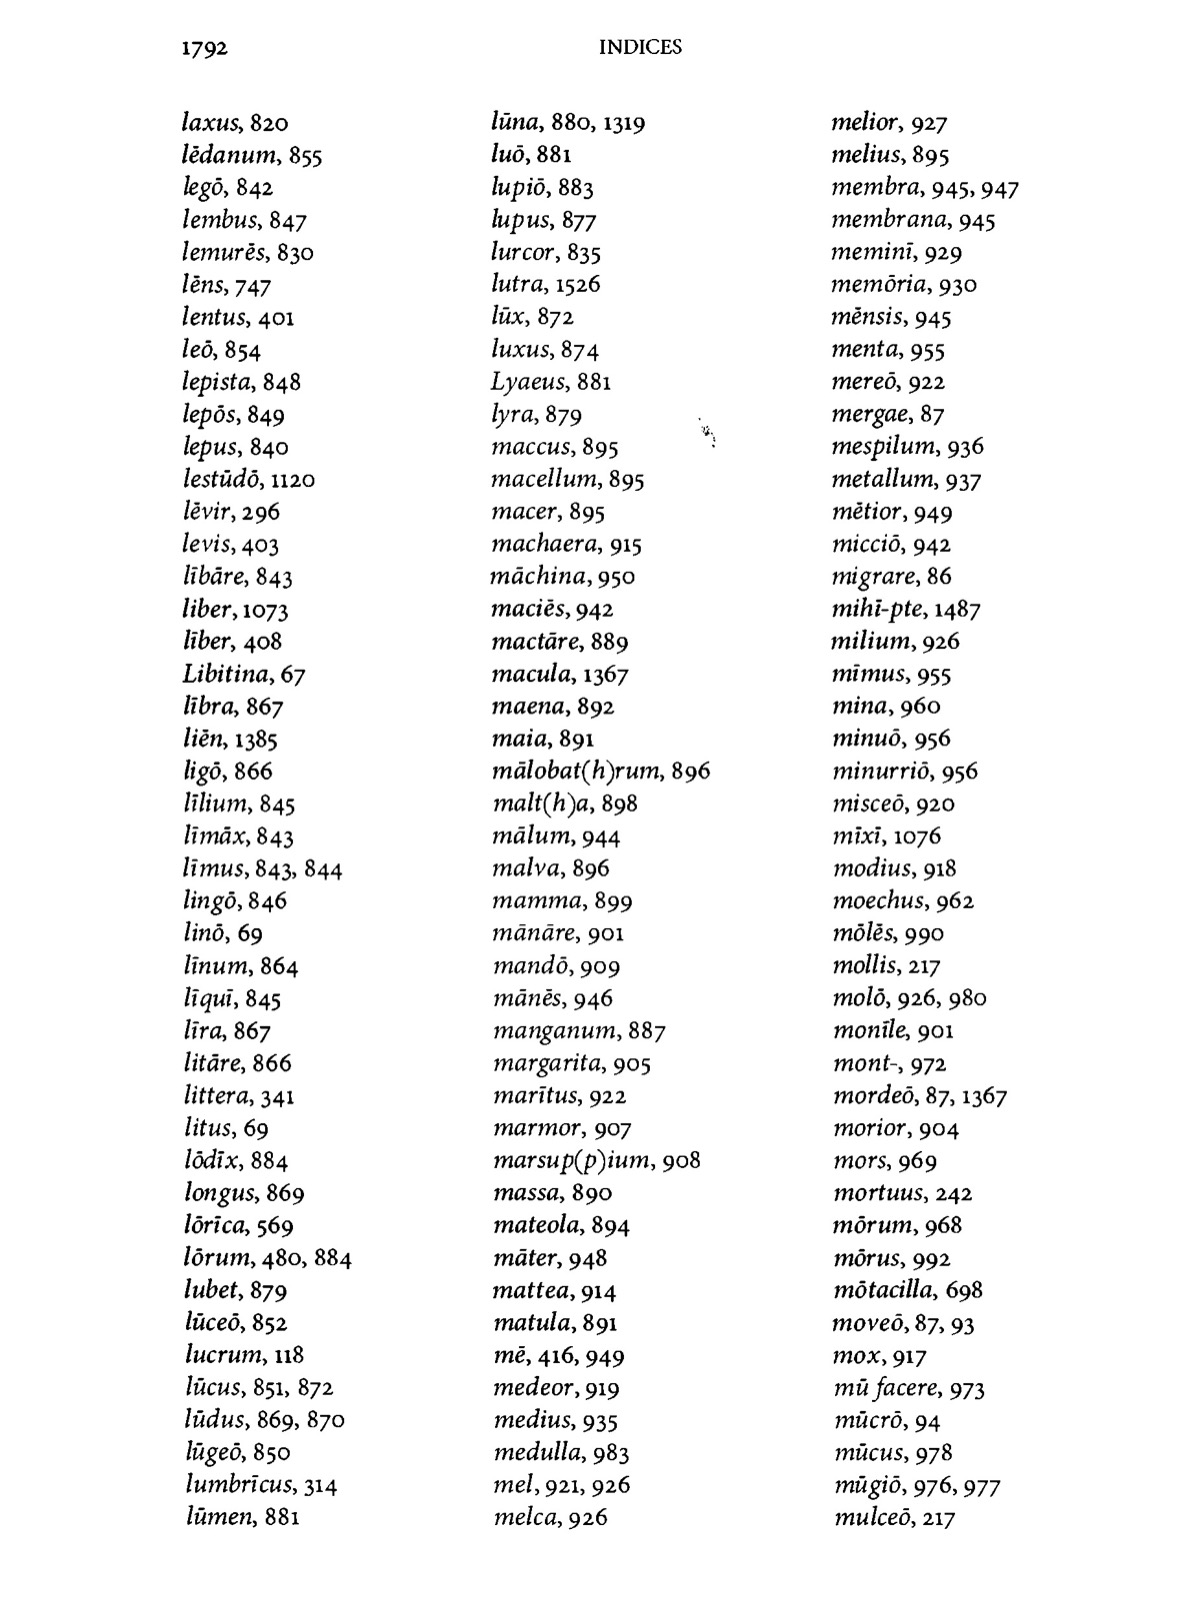 1792
INDICES
laxus, 820
lēdanum, 855
legō, 842
lembus, 847
lemurēs, 830
lēns, 747
lentus, 401
leō, 854
lepista, 848
lepōs, 849
lepus, 840
lestūdō, 1120
lēvir, 296
levis, 403
lībāre, 843
liber, 1073
līber, 408
Libitina, 67
lībra, 867
liēn, 1385
ligō, 866
līlium, 845
līmāx, 843
līmus, 843, 844
lingō, 846
linō, 69
līnum, 864
līquī, 845
līra, 867
litāre, 866
littera, 341
litus, 69
lōdīx, 884
longus, 869
lōrīca, 569
lōrum, 480, 884
lubet, 879
lūceō, 852
lucrum, 118
lūcus, 851, 872
lūdus, 869, 870
lūgeō, 850
lumbrīcus, 314
lūmen, 881
lūna, 880, 1319
luō, 881
lupiō, 883
lupus, 877
lurcor, 835
lutra, 1526
lūx, 872
luxus, 874
Lyaeus, 881
lyra, 879
maccus, 895
macellum, 895
macer, 895
machaera, 915
māchina, 950
maciēs, 942
mactāre, 889
macula, 1367
maena, 892
maia, 891
mālobat(h)rum, 896
malt(h)a, 898
mālum, 944
malva, 896
mamma, 899
mānāre, 901
mandō, 909
mānēs, 946
manganum, 887
margarita, 905
marītus, 922
marmor, 907
marsup(p)ium, 908
massa, 890
mateola, 894
māter, 948
mattea, 914
matula, 891
mē, 416, 949
medeor, 919
medius, 935
medulla, 983
mel, 921, 926
melca, 926
melior, 927
melius, 895
membra, 945, 947
membrana, 945
meminī, 929
memōria, 930
mēnsis, 945
menta, 955
mereō, 922
mergae, 87
mespilum, 936
metallum, 937
mētior, 949
micciō, 942
migrare, 86
mihī-pte, 1487
milium, 926
mīmus, 955
mina, 960
minuō, 956
minurriō, 956
misceō, 920
mīxī, 1076
modius, 918
moechus, 962
mōlēs, 990
mollis, 217
molō, 926, 980
monīle, 901
mont-, 972
mordeō, 87, 1367
morior, 904
mors, 969
mortuus, 242
mōrum, 968
mōrus, 992
mōtacilla, 698
moveō, 87, 93
mox, 917
mū facere, 973
mūcrō, 94
mūcus, 978
mūgiō, 976, 977
mulceō, 217